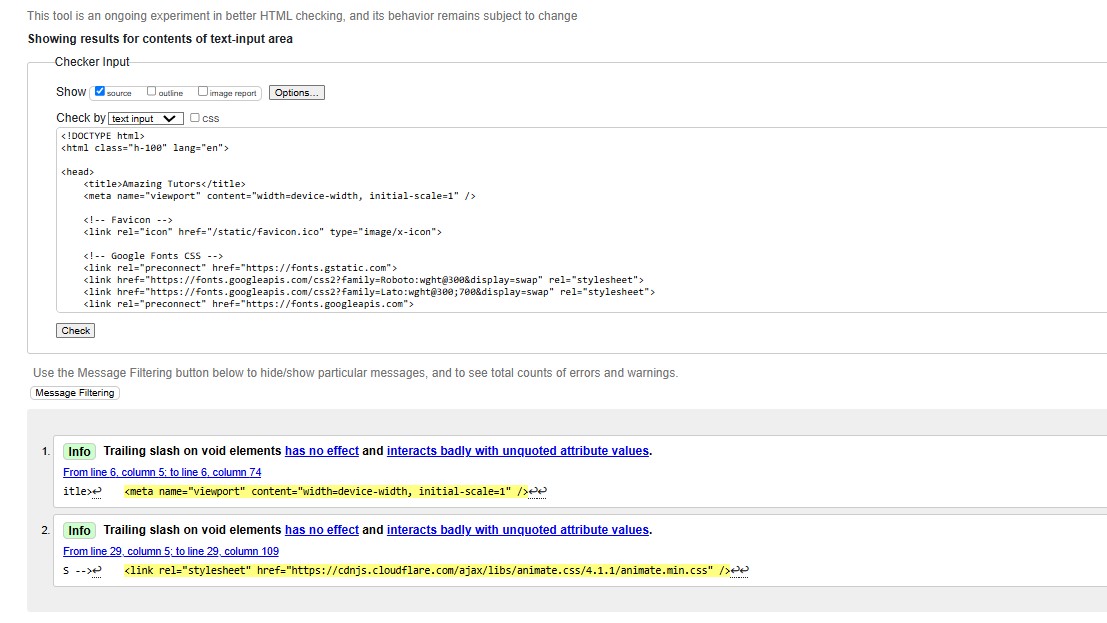 This tool is an ongoing experiment in better HTML checking, and its behavior remains subject to change
Showing results for contents of text-input area
Checker Input
Show source outline image report Options...
Check by text input css
<!DOCTYPE html>
<html class="h-100" lang="en">
<head>
<title>Amazing Tutors</title>
<meta name="viewport" content="width=device-width, initial-scale=1" />
<!-- Favicon -->
<link rel="icon" href="/static/favicon.ico" type="image/x-icon">
<!-- Google Fonts CSS -->
<link rel="preconnect" href="https://fonts.gstatic.com">
<link href="https://fonts.googleapis.com/css2?family=Roboto:wght@300&display=swap" rel="stylesheet">
<link href="https://fonts.googleapis.com/css2?family=Lato:wght@300;700&display=swap" rel="stylesheet">
<link rel="preconnect" href="https://fonts.googleapis.com">
Check
Use the Message Filtering button below to hide/show particular messages, and to see total counts of errors and warnings.
Message Filtering
1. Info Trailing slash on void elements has no effect and interacts badly with unquoted attribute values.
From line 6, column 5; to line 6, column 74
itle>↩ <meta name="viewport" content="width=device-width, initial-scale=1" />↩↩
2. Info Trailing slash on void elements has no effect and interacts badly with unquoted attribute values.
From line 29, column 5; to line 29, column 109
S -->↩ <link rel="stylesheet" href="https://cdnjs.cloudflare.com/ajax/libs/animate.css/4.1.1/animate.min.css" />↩↩